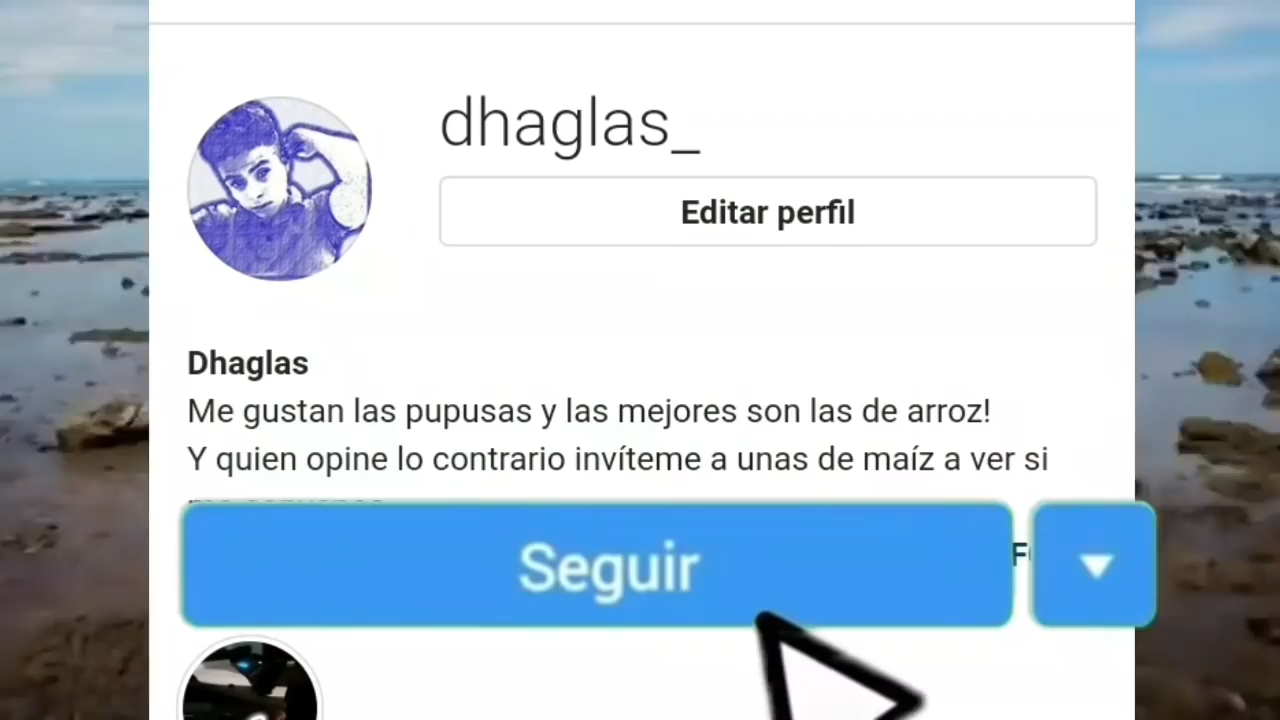 dhaglas_
Editar perfil
Dhaglas
Me gustan las pupusas y las mejores son las de arroz!
Y quien opine lo contrario invíteme a unas de maíz a ver si
Seguir